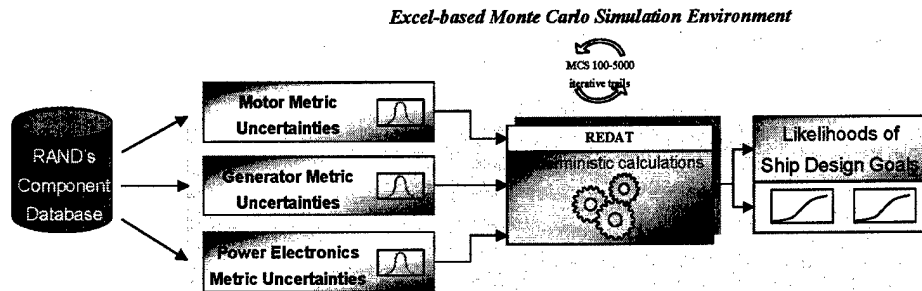 Excel-based Monte Carlo Simulation Environment
MCS 100-5000
iterative trails
RAND's
Component
Database
Motor Metric
Uncertainties
Generator Metric
Uncertainties
Power Electronics
Metric Uncertainties
REDAT
calculations
Likelihoods of
Ship Design Goals